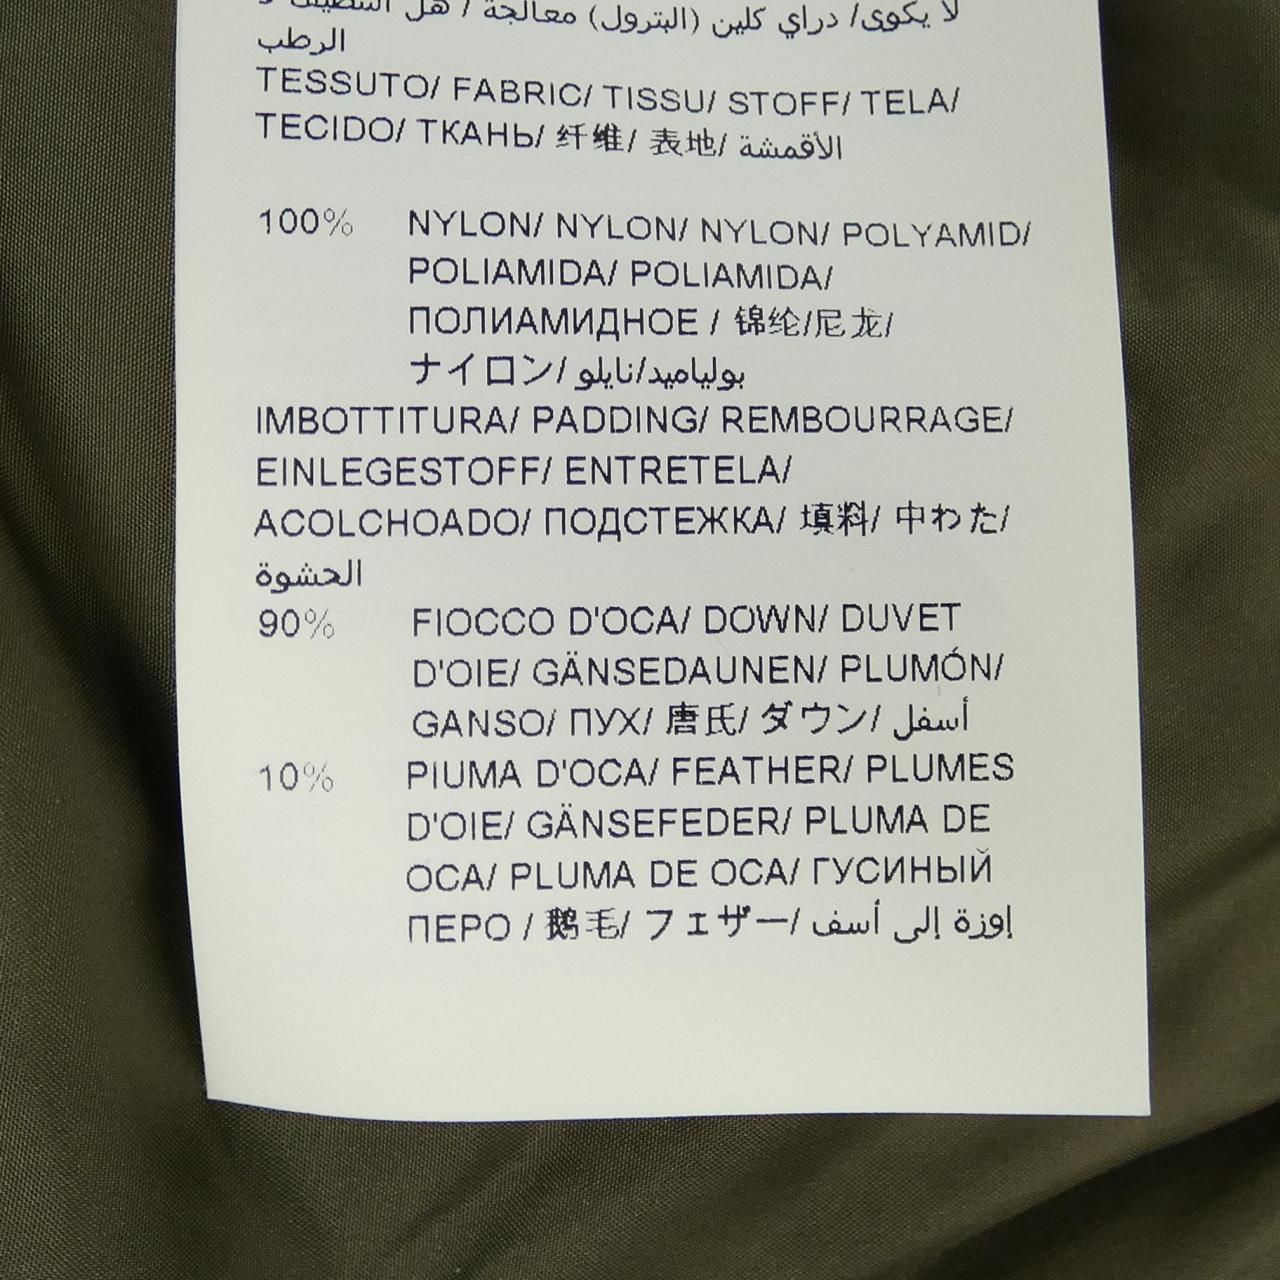 لا يكوى/ دراي كلين (البترول) معالجة / هل التنظيف لا
الرطب
TESSUTO/ FABRIC/ TISSU/ STOFF/ TELA/
TECIDO/ ТКАНЬ/ 纤维/ 表地/ الأقمشة
100% NYLON/ NYLON/ NYLON/ POLYAMID/
POLIAMIDA/ POLIAMIDA/
ПОЛИАМИДНОЕ / 锦纶/尼龙/
ナイロン/ بولياميد/نايلو
IMBOTTITURA/ PADDING/ REMBOURRAGE/
EINLEGESTOFF/ ENTRETELA/
ACOLCHOADO/ ПОДСТЕЖКА/ 填料/ 中わた/
الحشوة
90% FIOCCO D'OCA/ DOWN/ DUVET
D'OIE/ GÄNSEDAUNEN/ PLUMÓN/
GANSO/ ПУХ/ 唐氏/ ダウン/ أسفل
10% PIUMA D'OCA/ FEATHER/ PLUMES
D'OIE/ GÄNSEFEDER/ PLUMA DE
OCA/ PLUMA DE OCA/ ГУСИНЫЙ
ПЕРО / 鹅毛/ フェザー/ إوزة إلى أسف